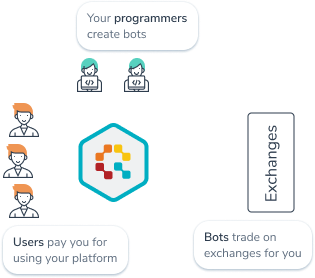 Your programmers
create bots
Exchanges
Users pay you for
using your platform
Bots trade on
exchanges for you